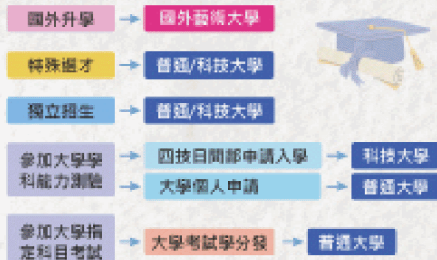 國外升學
國外藝術大學
特殊選才
普通/科技大學
獨立招生
普通/科技大學
參加大學學
科能力測驗
四技日間部申請入學
科技大學
大學個人申請
普通大學
參加大學指
定科目考試
大學考試學分發
普通大學